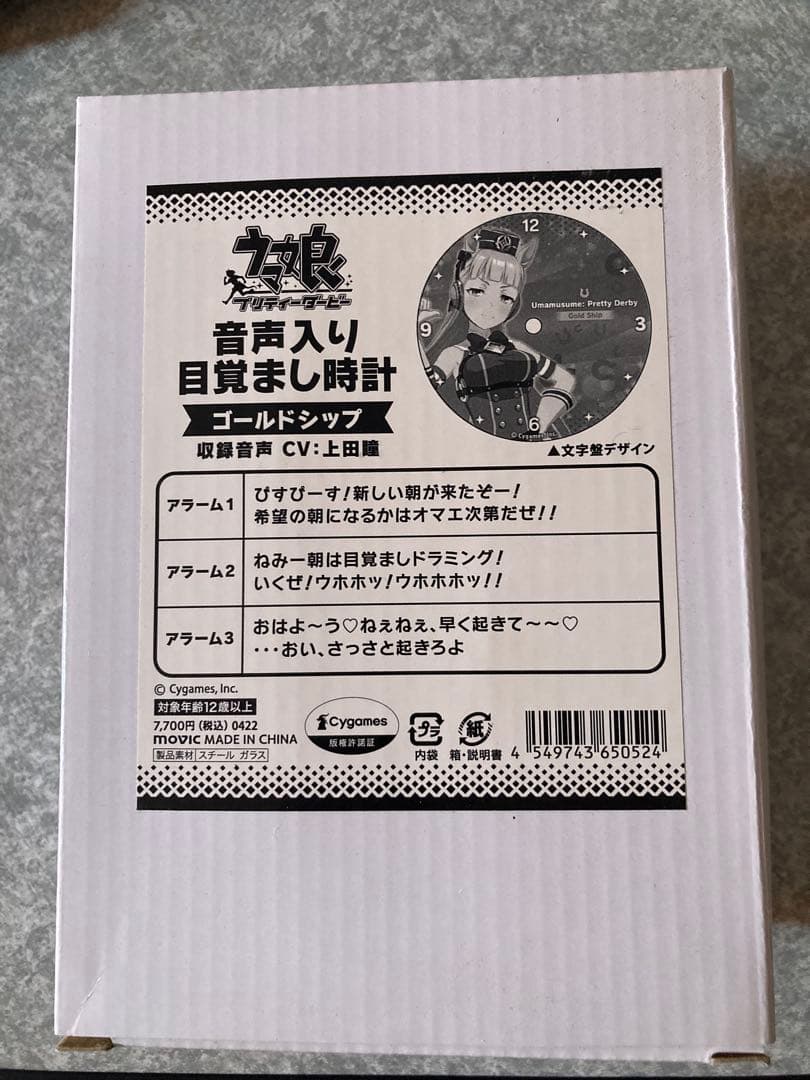 ウマ娘
プリティーダービー
音声入り
目覚まし時計
ゴールドシップ
収録音声 CV:上田瞳
12
3
6
9
Umamusume: Pretty Derby
Gold Ship
© Cygames, Inc.
▲文字盤デザイン
アラーム1
ぴすぴーす!新しい朝が来たぞー!
希望の朝になるかはオマエ次第だぜ!!
アラーム2
ねみー朝は目覚ましドラミング!
いくぜ!ウホホッ!ウホホホッ!!
アラーム3
おはよ〜う♡ねぇねぇ、早く起きて〜〜♡
・・・おい、さっさと起きろよ
© Cygames, Inc.
対象年齢12歳以上
7,700円(税込)0422
movic MADE IN CHINA
製品素材 スチール ガラス
Cygames
版権許諾証
プラ
内袋
紙
箱・説明書
4 549743 650524